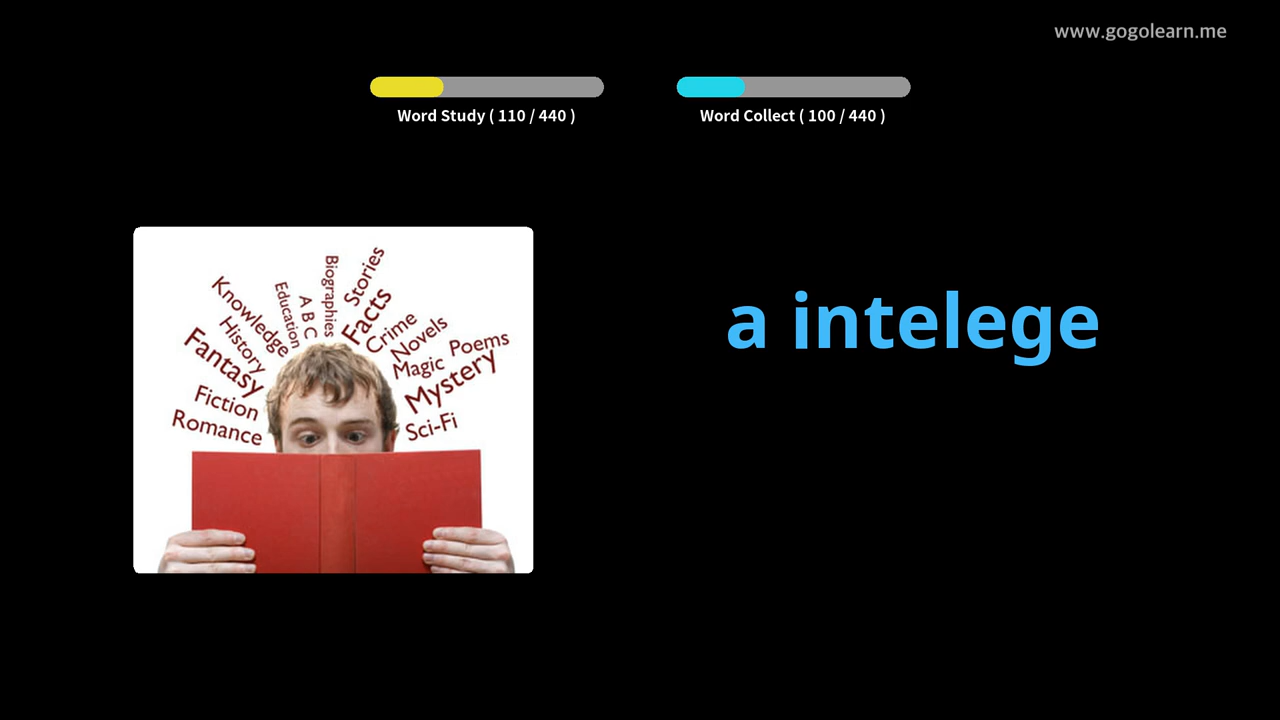 www.gogolearn.me
Word Study ( 110 / 440 )
Word Collect ( 100 / 440 )
a intelege
Biographies
Stories
Knowledge
Education
A B C
Facts
Crime
Novels
History
Fantasy
Magic
Poems
Mystery
Fiction
Romance
Sci-Fi